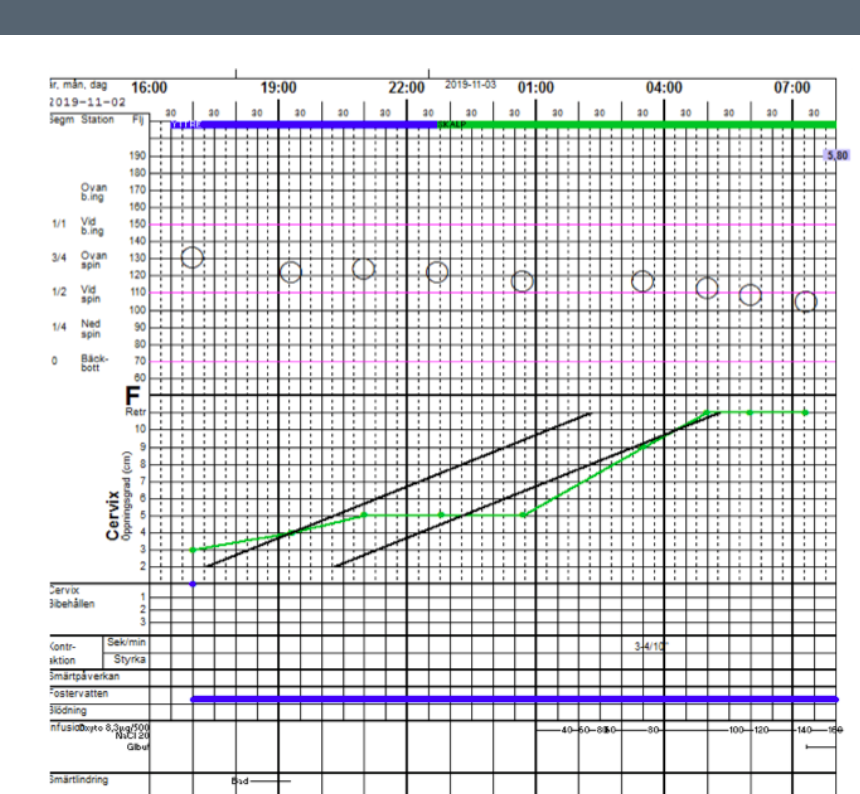 år, mån, dag 16:00 19:00 22:00 2019-11-03 01:00 04:00 07:00
2019-11-02
30 30 30 30 30 30 30 30 30 30 30 30 30 30 30 30
Segm Station Flj
YTTRE SKALP
190 5,80
180
Ovan b.ing 170
160
1/1 Vid b.ing 150
140
3/4 Ovan spin 130
120
1/2 Vid spin 110
100
1/4 Ned spin 90
80
0 Bäck-bott 70
60
F
Retr
10
9
8
7
6
5
4
3
2
Cervix
Öppningsgrad (cm)
Cervix
Bibehållen
1
2
3
Kontr-aktion Sek/min 3-4/10"
Styrka
Smärtpåverkan
Fostervatten
Blödning
Infusion Oxyto 8,3µg/500 40 60 80 80 100 120 140 160
NaCl 20
Glbuf
Smärtlindring Bad